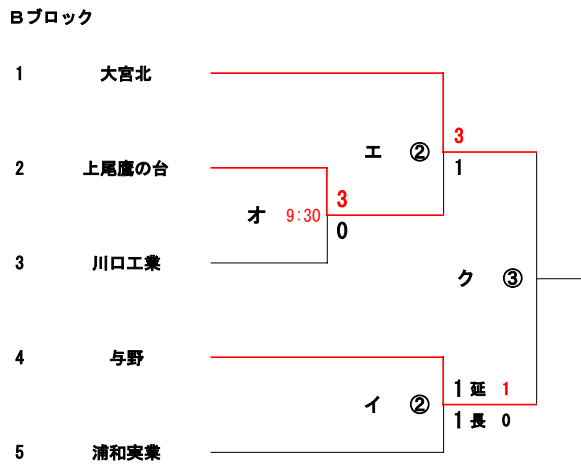 Bブロック
1 大宮北
3
エ ②
1
2 上尾鷹の台
3
オ 9:30
0
3 川口工業
ク ③
4 与野
1 延 1
イ ②
1 長 0
5 浦和実業